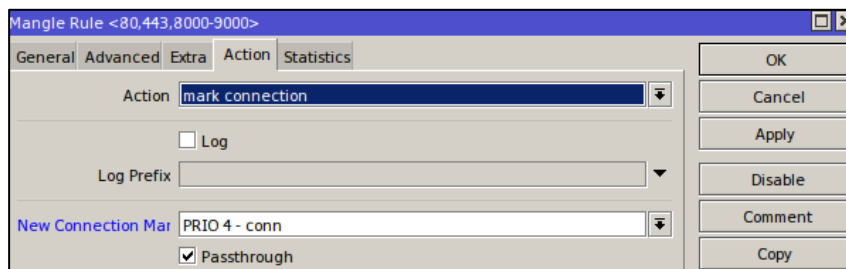 Mangle Rule <80,443,8000-9000>
General Advanced Extra Action Statistics
OK
Action mark connection
Cancel
Log
Apply
Log Prefix
Disable
New Connection Mar PRIO 4 - conn
Comment
Passthrough
Copy